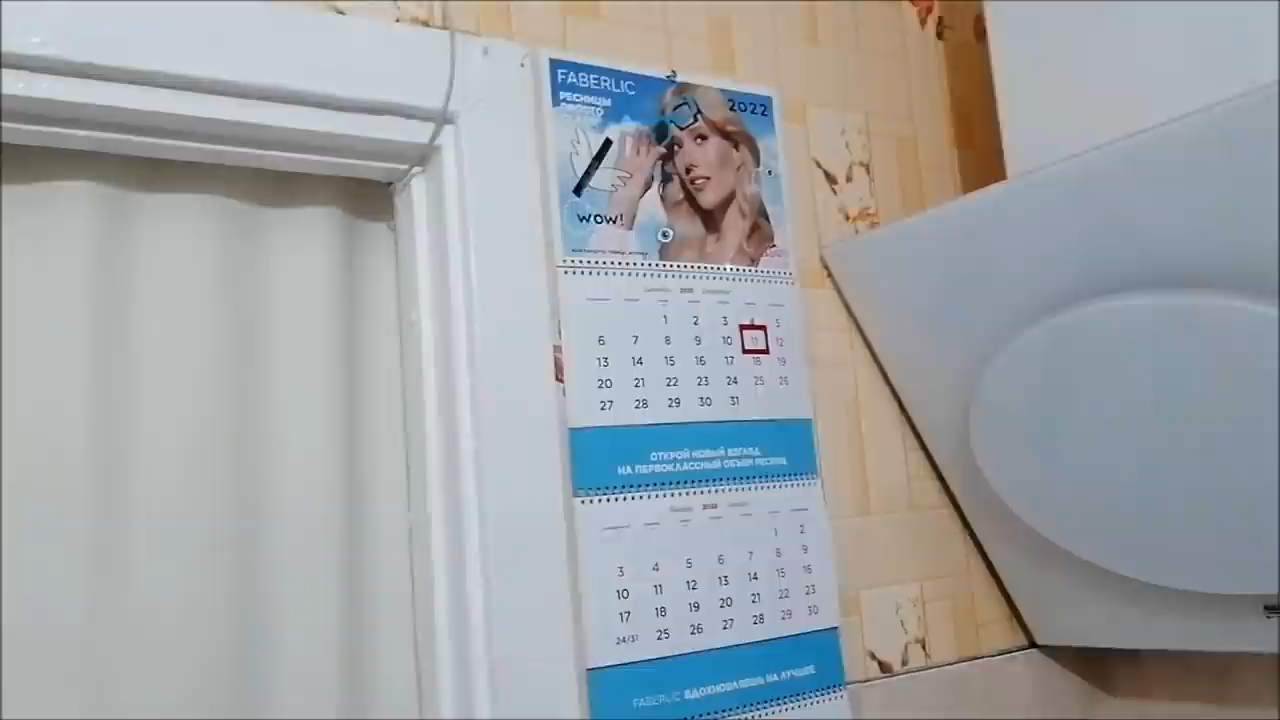 FABERLIC
2022
РЕСНИЦЫ
ПРОСТО
wow!
1 2 3 4 5
6 7 8 9 10 11 12
13 14 15 16 17 18 19
20 21 22 23 24 25 26
27 28 29 30 31
ОТКРОЙ НОВЫЙ ВЗГЛЯД
НА ПЕРВОКЛАССНЫЙ ОБЪЕМ РЕСНИЦ
2022
1 2
3 4 5 6 7 8 9
10 11 12 13 14 15 16
17 18 19 20 21 22 23
24/31 25 26 27 28 29 30
FABERLIC ВДОХНОВЛЯЕШЬ НА ЛУЧШЕЕ